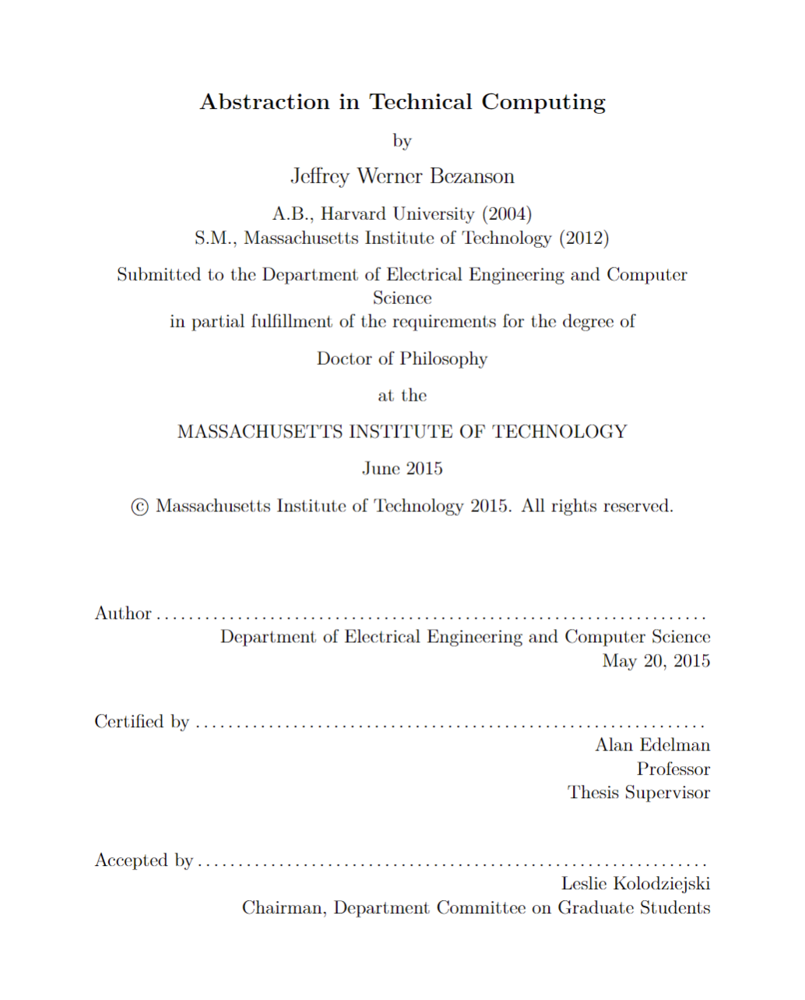 Abstraction in Technical Computing
by
Jeffrey Werner Bezanson
A.B., Harvard University (2004)
S.M., Massachusetts Institute of Technology (2012)
Submitted to the Department of Electrical Engineering and Computer
Science
in partial fulfillment of the requirements for the degree of
Doctor of Philosophy
at the
MASSACHUSETTS INSTITUTE OF TECHNOLOGY
June 2015
© Massachusetts Institute of Technology 2015. All rights reserved.
Author ....................................................................
Department of Electrical Engineering and Computer Science
May 20, 2015
Certified by ...............................................................
Alan Edelman
Professor
Thesis Supervisor
Accepted by ...............................................................
Leslie Kolodziejski
Chairman, Department Committee on Graduate Students